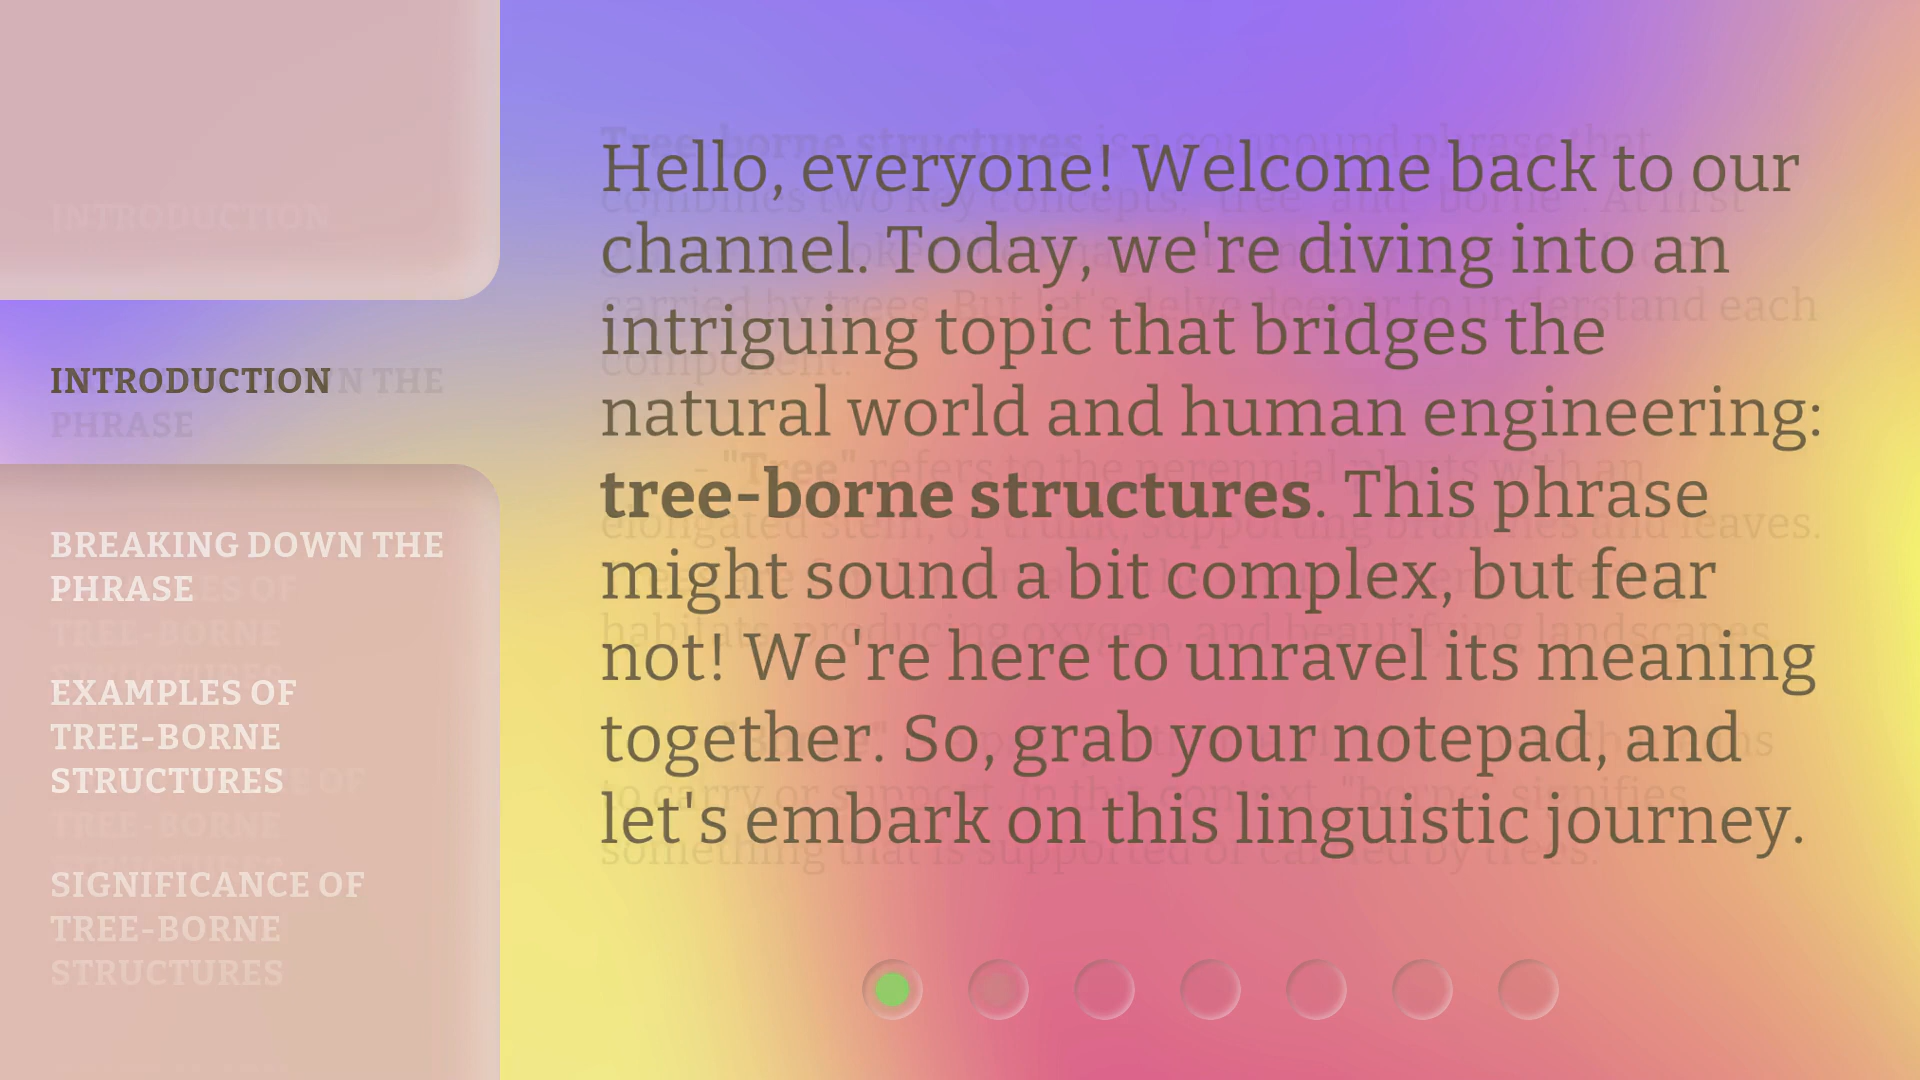 INTRODUCTION
BREAKING DOWN THE
PHRASE
EXAMPLES OF
TREE-BORNE
STRUCTURES
SIGNIFICANCE OF
TREE-BORNE
STRUCTURES
Hello, everyone! Welcome back to our
channel. Today, we're diving into an
intriguing topic that bridges the
natural world and human engineering:
tree-borne structures. This phrase
might sound a bit complex, but fear
not! We're here to unravel its meaning
together. So, grab your notepad, and
let's embark on this linguistic journey.